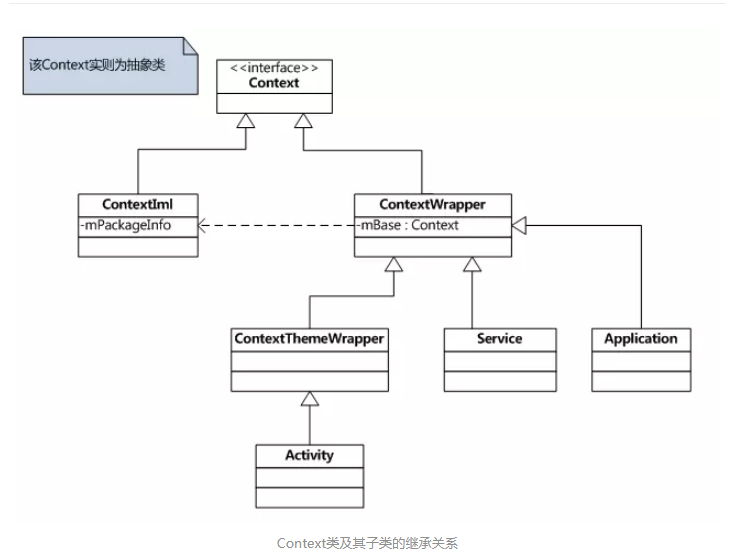 该Context实则为抽象类
<<interface>>
Context
ContextIml
-mPackageInfo
ContextWrapper
-mBase : Context
ContextThemeWrapper
Service
Application
Activity
Context类及其子类的继承关系